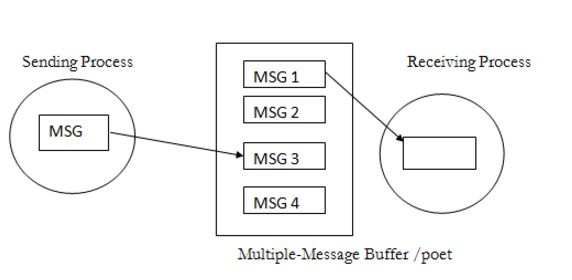 Sending Process
Receiving Process
MSG
MSG 1
MSG 2
MSG 3
MSG 4
Multiple-Message Buffer /poet